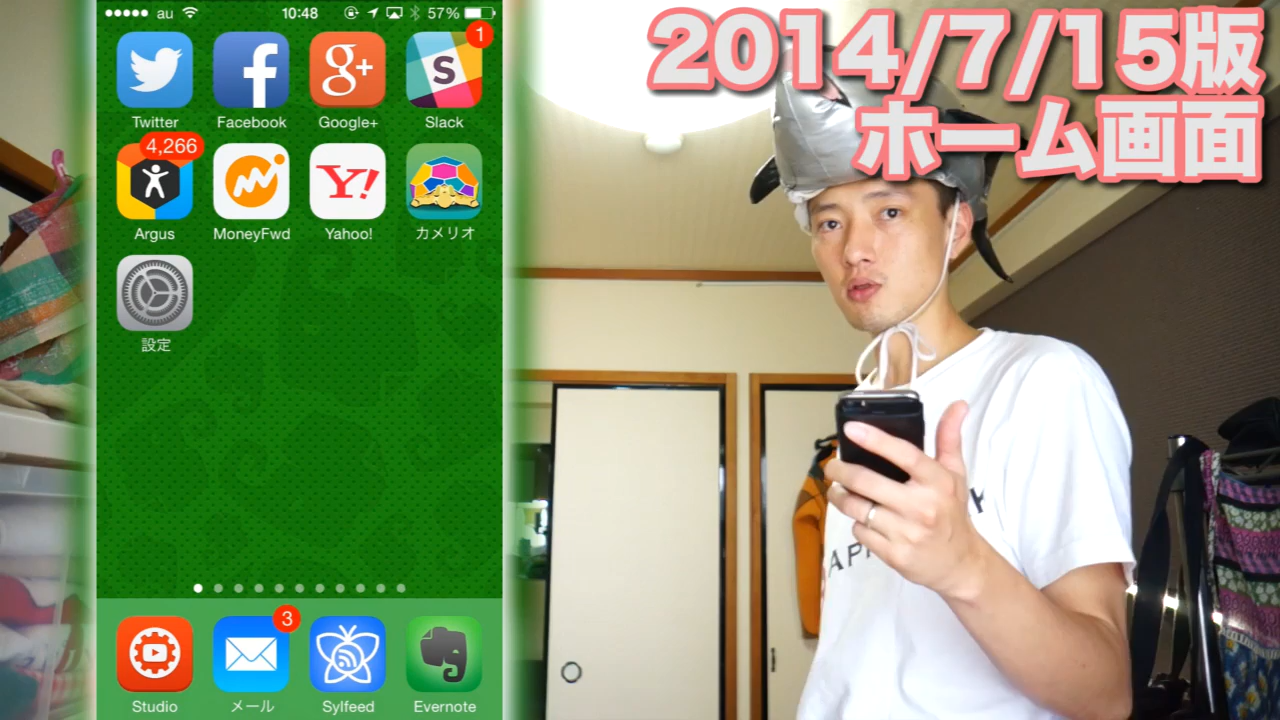 2014/7/15版
ホーム画面
au 10:48 57%
1
Twitter Facebook Google+ Slack
4,266
Argus MoneyFwd Yahoo! カメリオ
設定
3
Studio メール Sylfeed Evernote